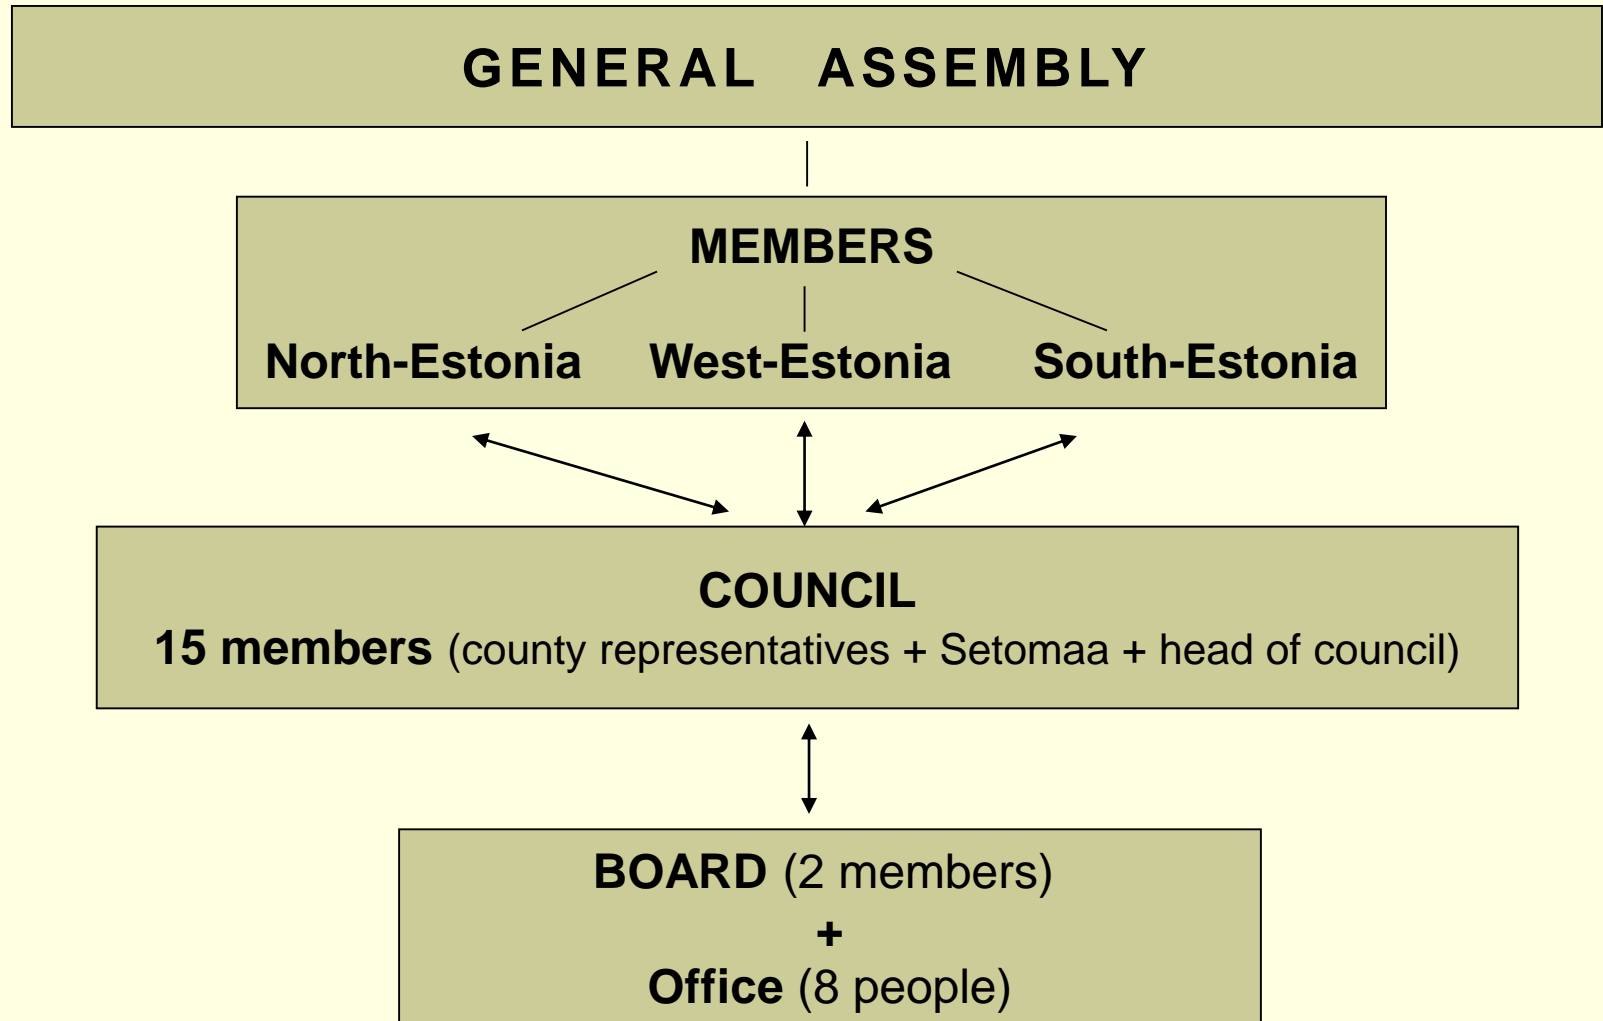 GENERAL ASSEMBLY
MEMBERS
North-Estonia West-Estonia South-Estonia
COUNCIL
15 members (county representatives + Setomaa + head of council)
BOARD (2 members)
+
Office (8 people)